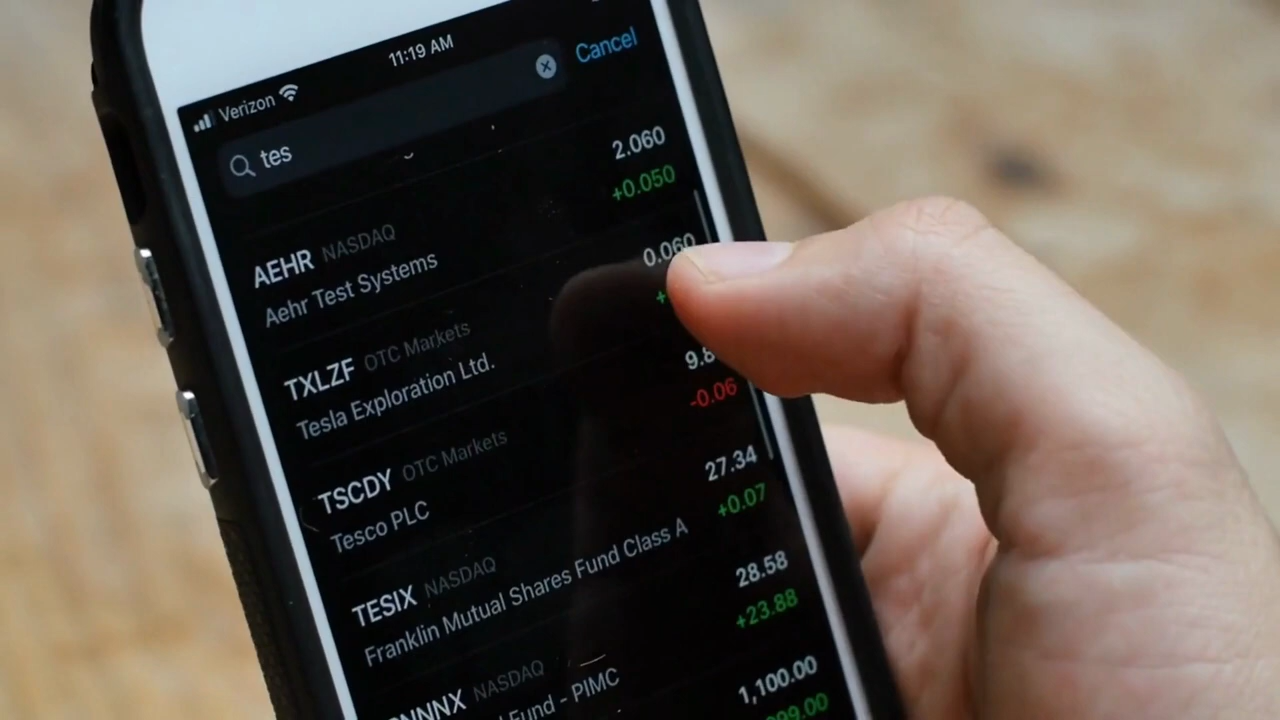 11:19 AM
Verizon
Cancel
tes
2.060
+0.050
AEHR NASDAQ
Aehr Test Systems
0.060
+
TXLZF OTC Markets
Tesla Exploration Ltd.
9.8
-0.06
TSCDY OTC Markets
Tesco PLC
27.34
+0.07
TESIX NASDAQ
Franklin Mutual Shares Fund Class A
28.58
+23.88
NASDAQ
Fund - PIMC
1,100.00